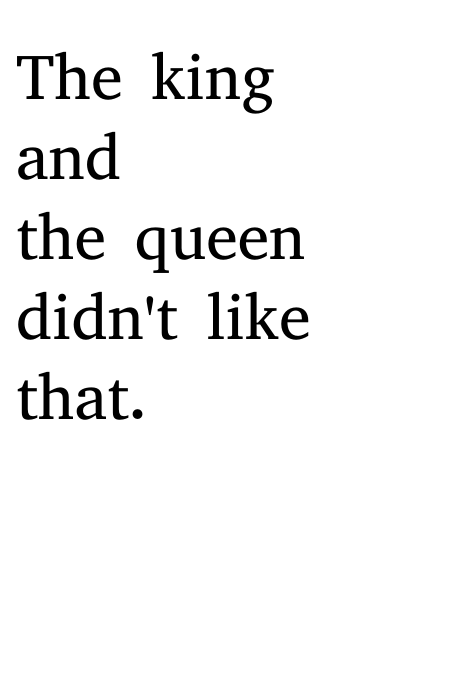 The king
and
the queen
didn't like
that.